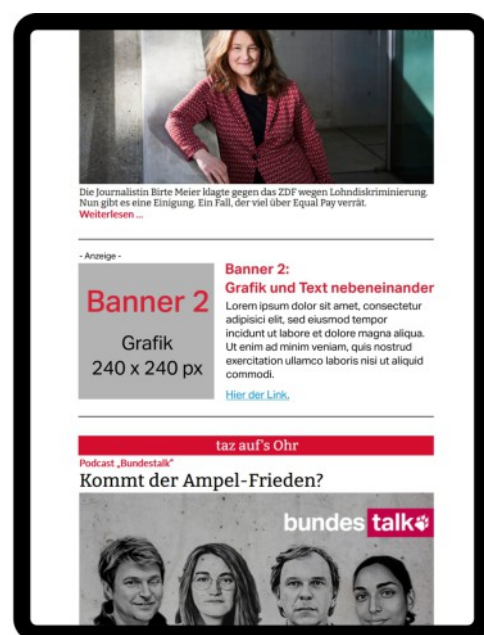 Die Journalistin Birte Meier klagte gegen das ZDF wegen Lohndiskriminierung.
Nun gibt es eine Einigung. Ein Fall, der viel über Equal Pay verrät.
Weiterlesen ...
- Anzeige -
Banner 2
Grafik
240 x 240 px
Banner 2:
Grafik und Text nebeneinander
Lorem ipsum dolor sit amet, consectetur
adipisici elit, sed eiusmod tempor
incidunt ut labore et dolore magna aliqua.
Ut enim ad minim veniam, quis nostrud
exercitation ullamco laboris nisi ut aliquid
commodi.
Hier der Link.
taz auf's Ohr
Podcast „Bundestalk“
Kommt der Ampel-Frieden?
bundes talk